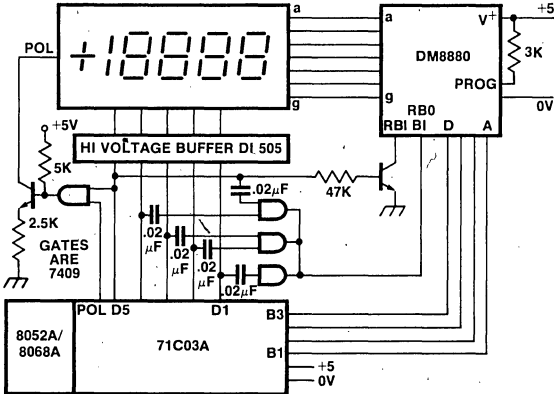 a
a
V+
+5
+18888
POL
DM8880
3K
PROG
g
g
RBO
0V
RBI
BI
D
A
+5V
HI VOLTAGE BUFFER DI 505
5K
.02μF
47K
2.5K
.02
μF
.02
μF
.02
μF
GATES
ARE
7409
.02μF
POL D5
D1
B3
8052A/
8068A
71C03A
B1
+5
0V